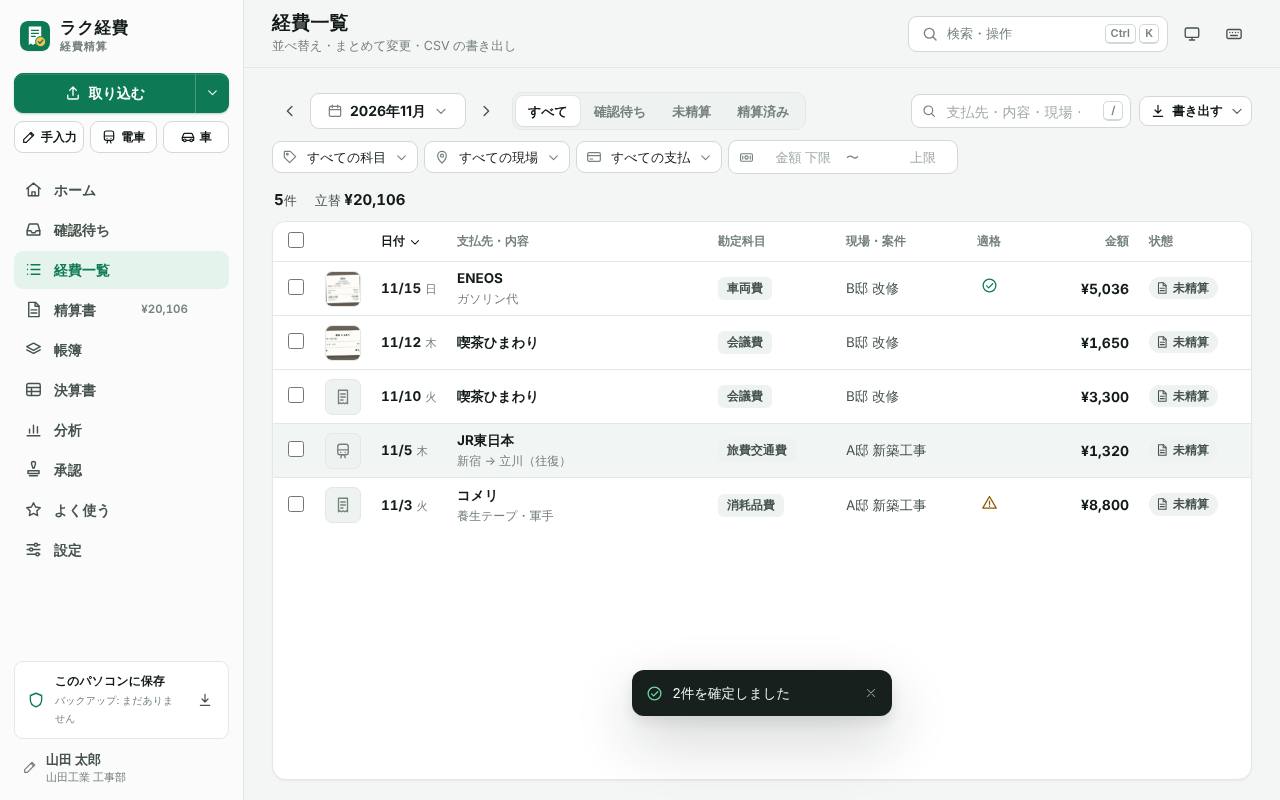 ラク経費
経費精算
取り込む
手入力
電車
車
ホーム
確認待ち
経費一覧
精算書 ¥20,106
帳簿
決算書
分析
承認
よく使う
設定
このパソコンに保存
バックアップ: まだありま
せん
山田 太郎
山田工業 工事部
経費一覧
並べ替え・まとめて変更・CSV の書き出し
検索・操作 Ctrl K
2026年11月
すべて 確認待ち 未精算 精算済み
支払先・内容・現場・ /
書き出す
すべての科目
すべての現場
すべての支払
金額 下限 〜 上限
5件 立替 ¥20,106
日付 支払先・内容 勘定科目 現場・案件 適格 金額 状態
11/15 日 ENEOS 車両費 B邸 改修 ¥5,036 未精算
ガソリン代
11/12 木 喫茶ひまわり 会議費 B邸 改修 ¥1,650 未精算
11/10 火 喫茶ひまわり 会議費 B邸 改修 ¥3,300 未精算
11/5 木 JR東日本 旅費交通費 A邸 新築工事 ¥1,320 未精算
新宿 → 立川（往復）
11/3 火 コメリ 消耗品費 A邸 新築工事 ¥8,800 未精算
養生テープ・軍手
2件を確定しました